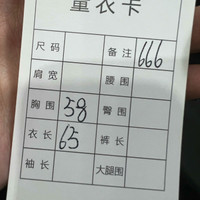 量衣卡
尺码 备注 666
肩宽 腰围
胸围 58 臀围
衣长 65 裤长
袖长 大腿围